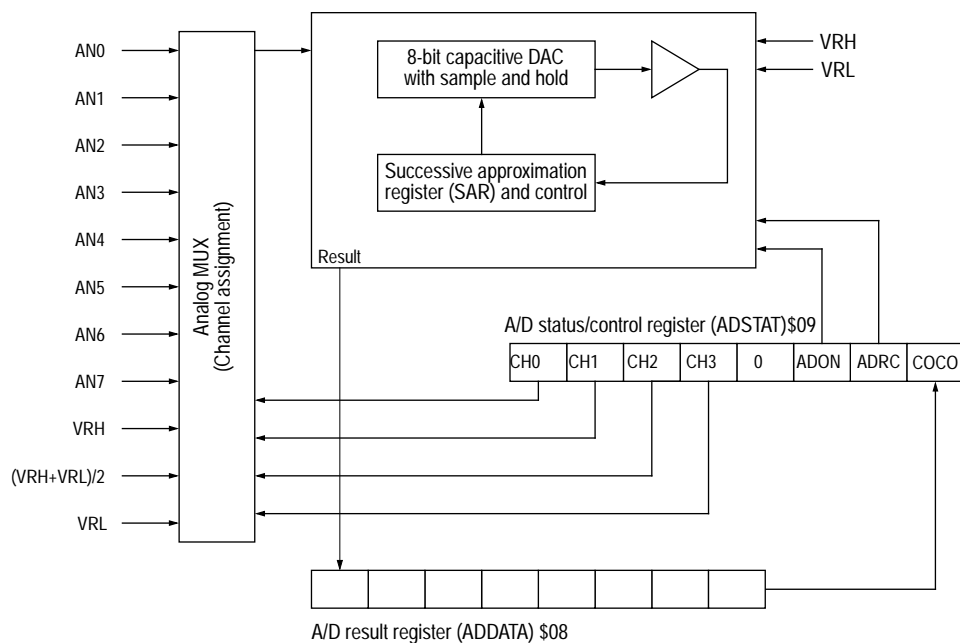 AN0
AN1
AN2
AN3
AN4
AN5
AN6
AN7
VRH
(VRH+VRL)/2
VRL
Analog MUX
(Channel assignment)
8-bit capacitive DAC
with sample and hold
Successive approximation
register (SAR) and control
Result
VRH
VRL
A/D status/control register (ADSTAT)$09
CH0 CH1 CH2 CH3 0 ADON ADRC COCO
A/D result register (ADDATA) $08